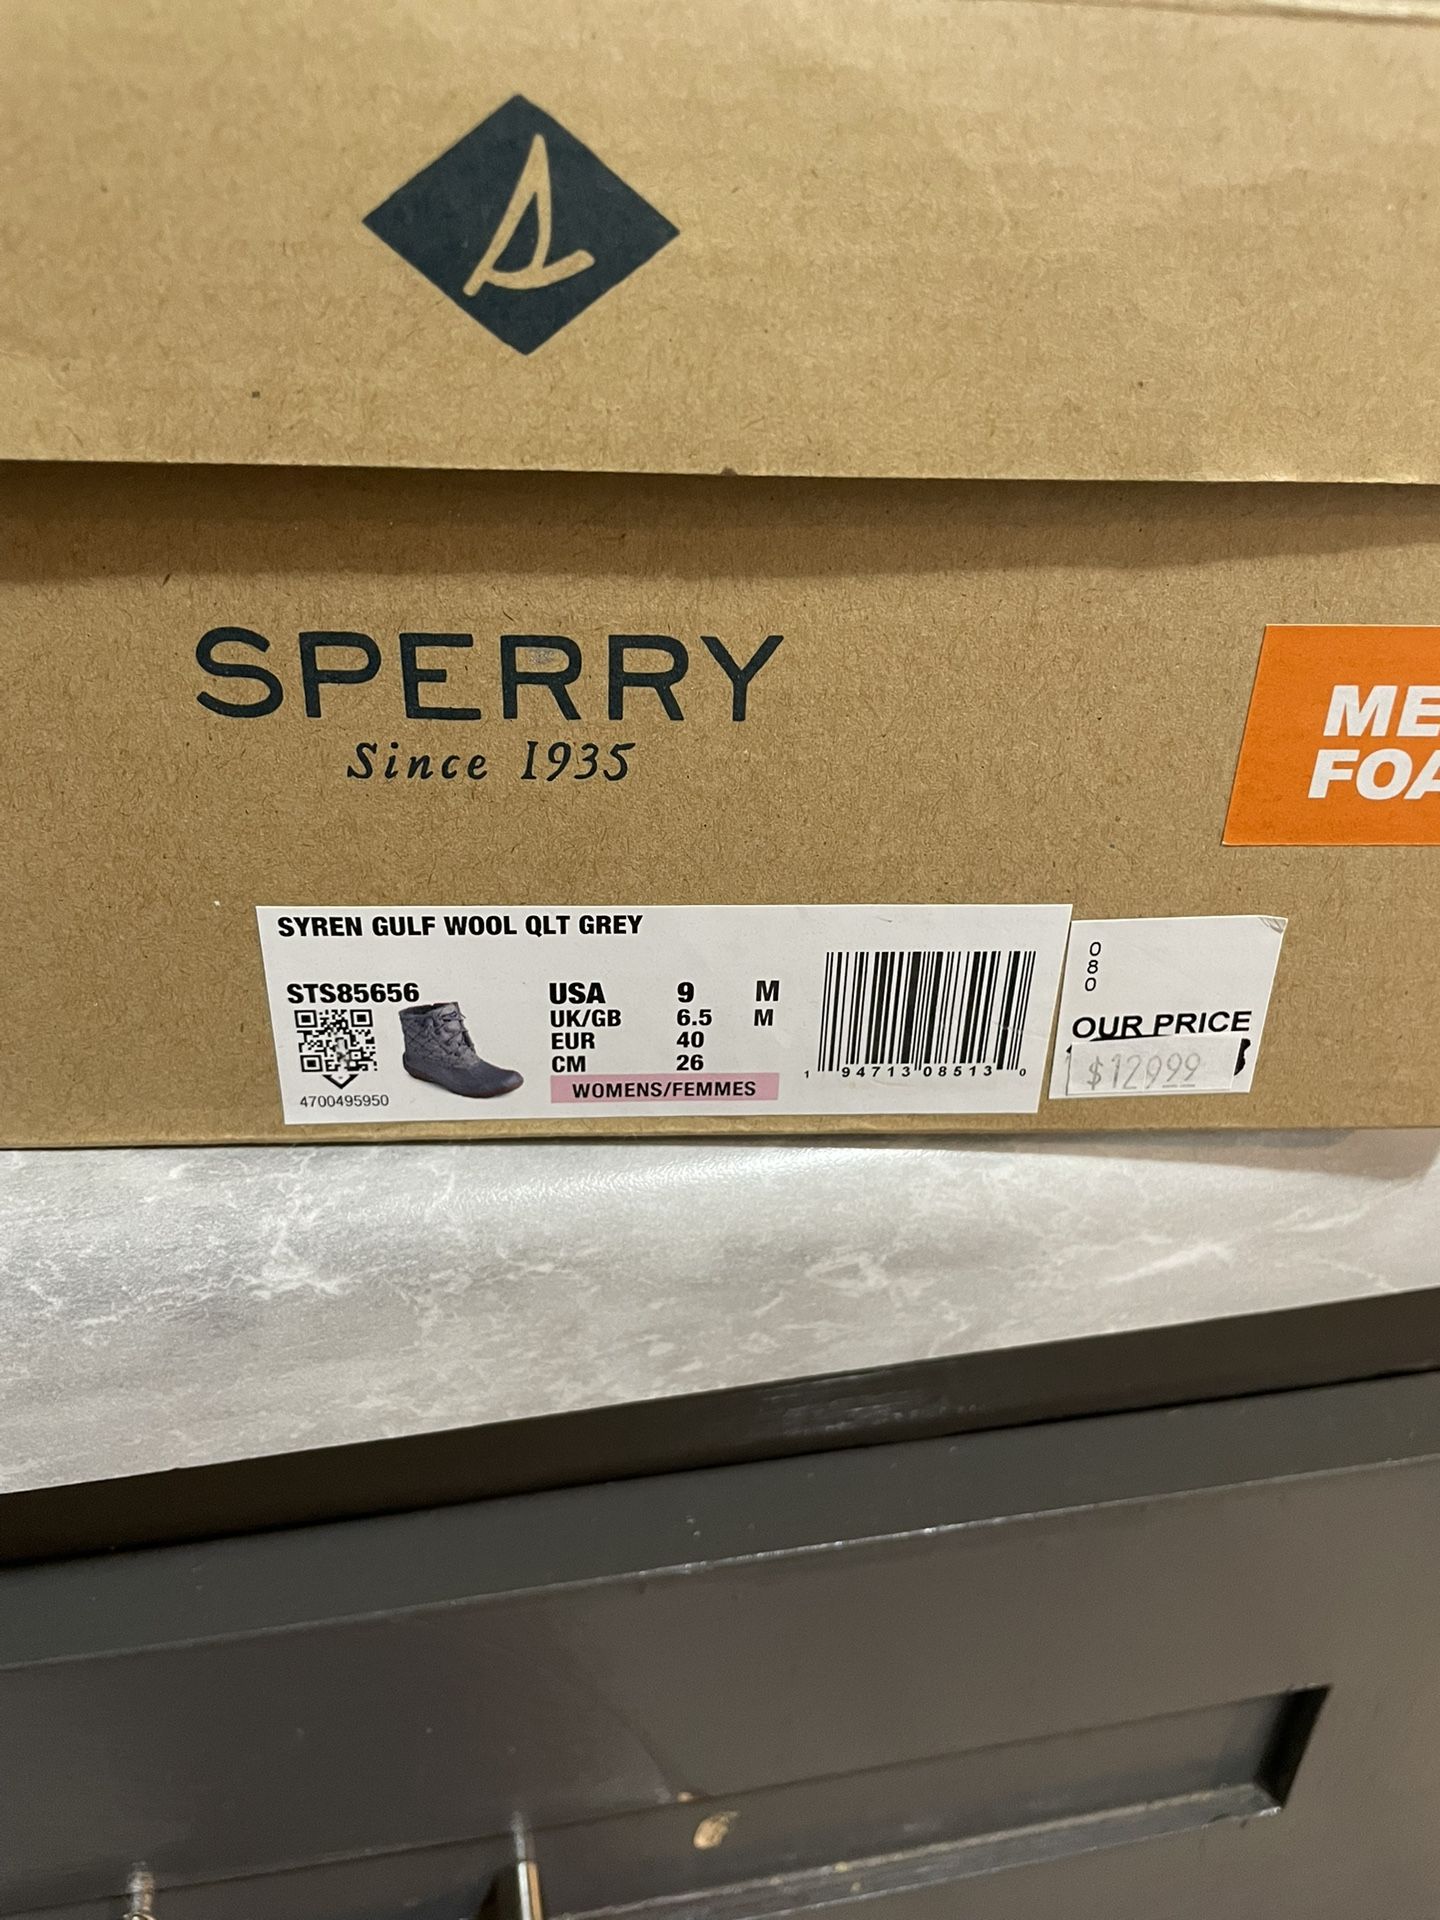 SPERRY
Since 1935
ME
FOA
SYREN GULF WOOL QLT GREY
STS85656
4700495950
USA 9 M
UK/GB 6.5 M
EUR 40
CM 26
WOMENS/FEMMES
1 94713 08513 0
080
OUR PRICE
$129.99